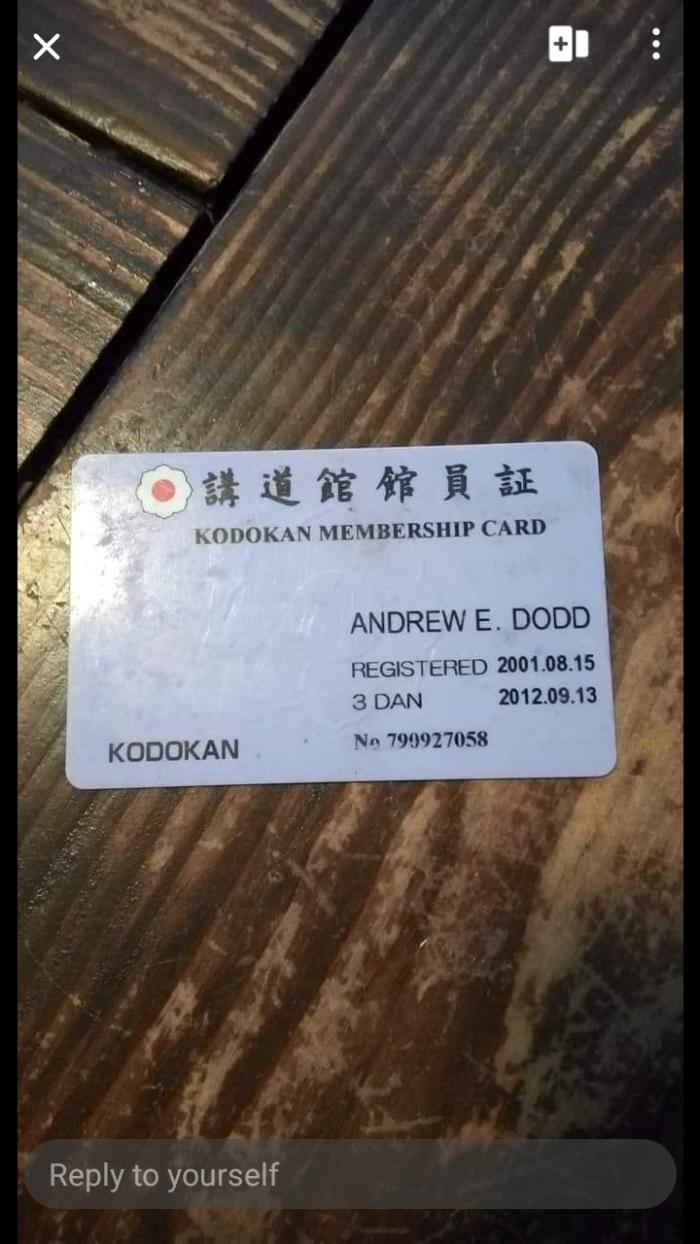 講道館館員証
KODOKAN MEMBERSHIP CARD
ANDREW E. DODD
REGISTERED 2001.08.15
3 DAN 2012.09.13
No 790927058
KODOKAN
Reply to yourself